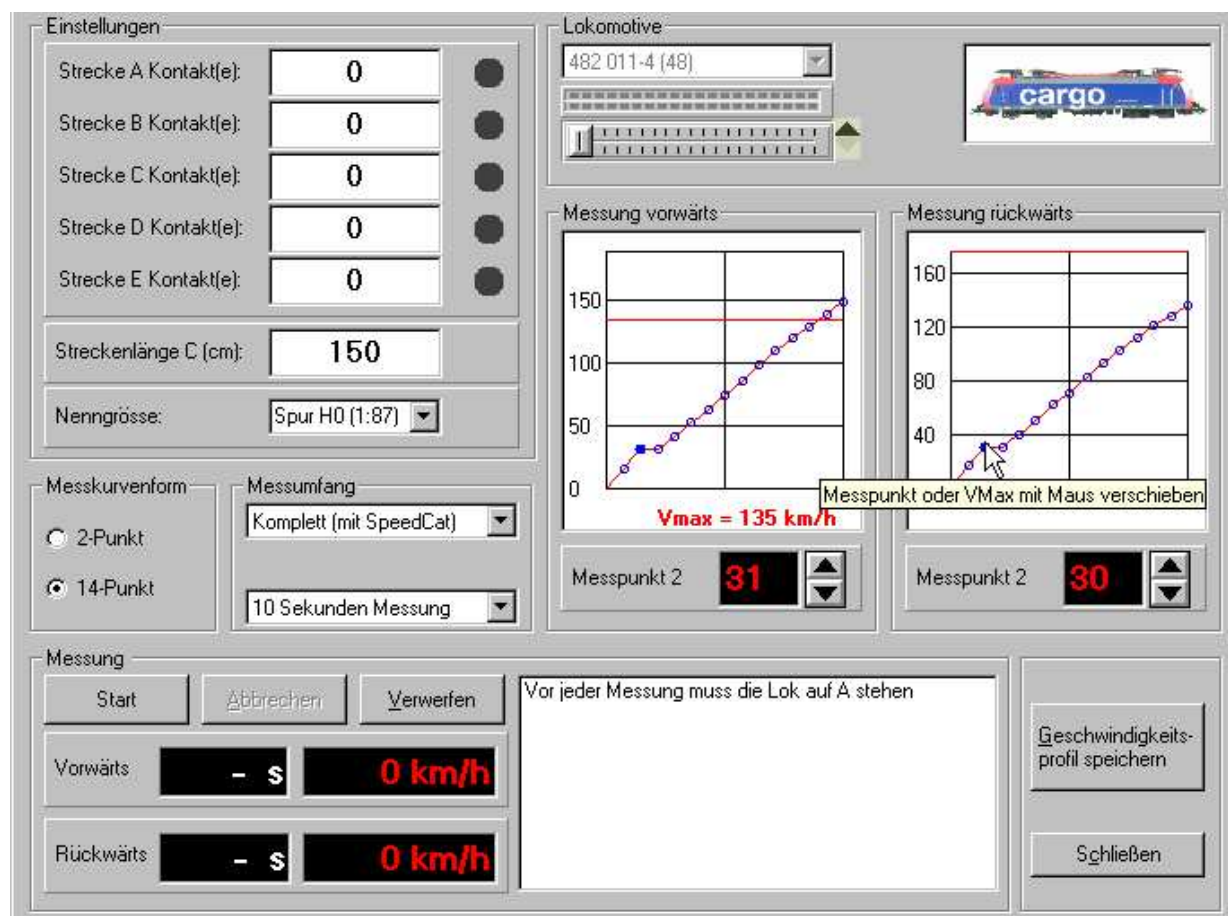 Einstellungen
Strecke A Kontakt(e): 0
Strecke B Kontakt(e): 0
Strecke C Kontakt(e): 0
Strecke D Kontakt(e): 0
Strecke E Kontakt(e): 0
Streckenlänge C (cm): 150
Nenngrösse: Spur H0 (1:87)
Messkurvenform
2-Punkt
14-Punkt
Messumfang
Komplett (mit SpeedCat)
10 Sekunden Messung
Lokomotive
482 011-4 (48)
cargo
Messung vorwärts
150
100
50
0
Vmax = 135 km/h
Messpunkt 2 31
Messung rückwärts
160
120
80
40
Messpunkt oder VMax mit Maus verschieben
Messpunkt 2 30
Messung
Start Abbrechen Verwerfen
Vorwärts - s 0 km/h
Rückwärts - s 0 km/h
Vor jeder Messung muss die Lok auf A stehen
Geschwindigkeits-
profil speichern
Schließen